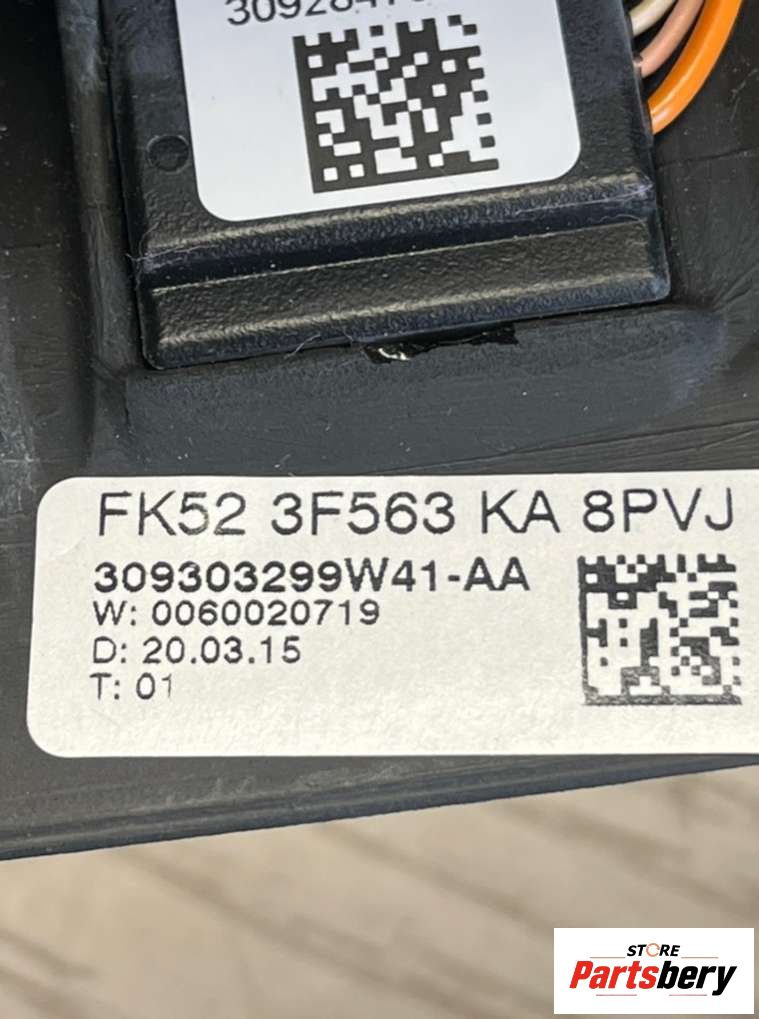 FK52 3F563 KA 8PVJ
309303299W41-AA
W: 0060020719
D: 20.03.15
T: 01
STORE
Partsbery